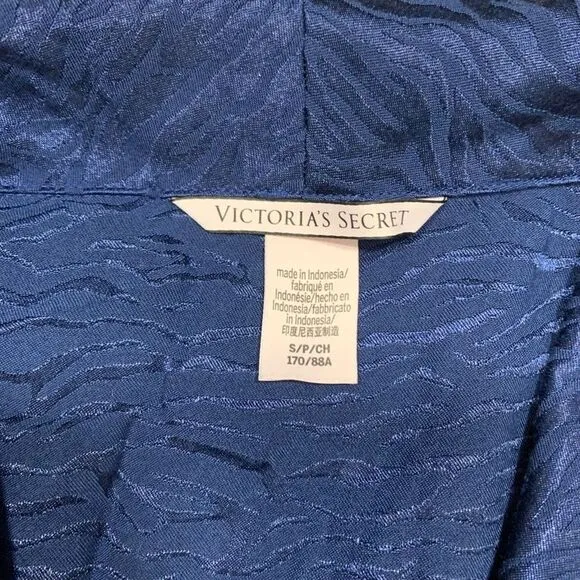 VICTORIA'S SECRET
made in Indonesia/
fabriqué en
Indonésie/hecho en
Indonesia/fabbricato
in Indonesia/
印度尼西亚制造
S/P/CH
170/88A